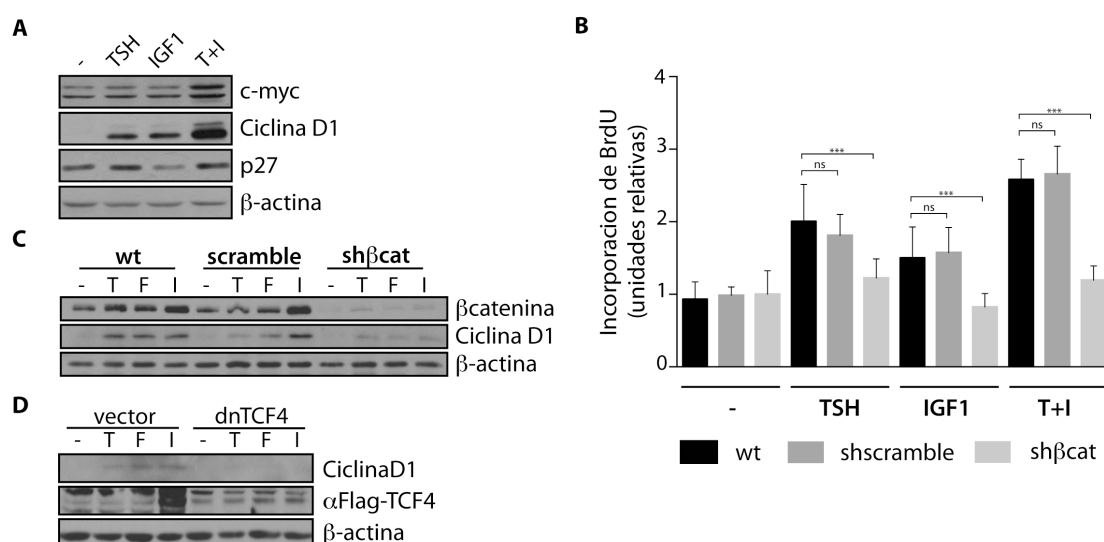 A
- TSH IGF1 T+I
c-myc
Ciclina D1
p27
β-actina
B
Incorporacion de BrdU
(unidades relativas)
4
3
2
1
0
*** 
ns
***
ns
***
ns
- TSH IGF1 T+I
wt shscramble shβcat
C
wt scramble shβcat
- T F I - T F I - T F I
βcatenina
Ciclina D1
β-actina
D
vector dnTCF4
- T F I - T F I
CiclinaD1
αFlag-TCF4
β-actina